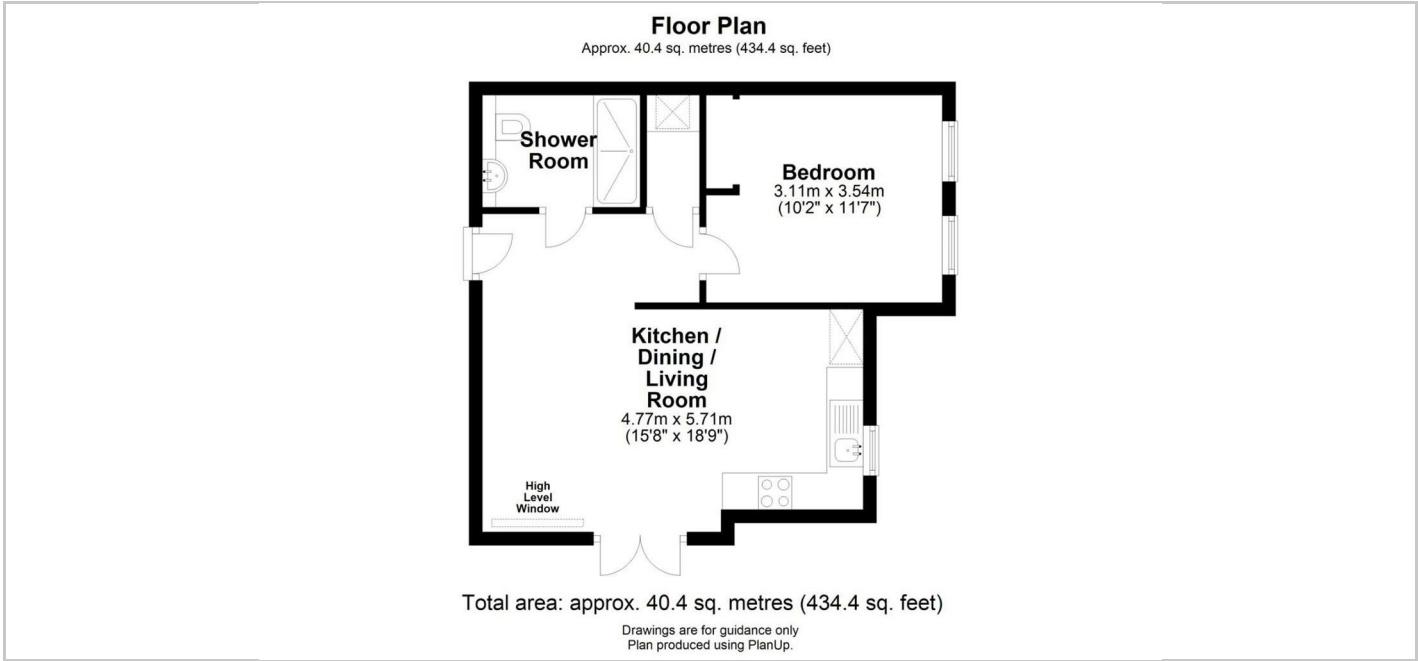 Floor Plan
Approx. 40.4 sq. metres (434.4 sq. feet)
Shower
Room
Bedroom
3.11m x 3.54m
(10'2" x 11'7")
Kitchen /
Dining /
Living
Room
4.77m x 5.71m
(15'8" x 18'9")
High
Level
Window
Total area: approx. 40.4 sq. metres (434.4 sq. feet)
Drawings are for guidance only
Plan produced using PlanUp.